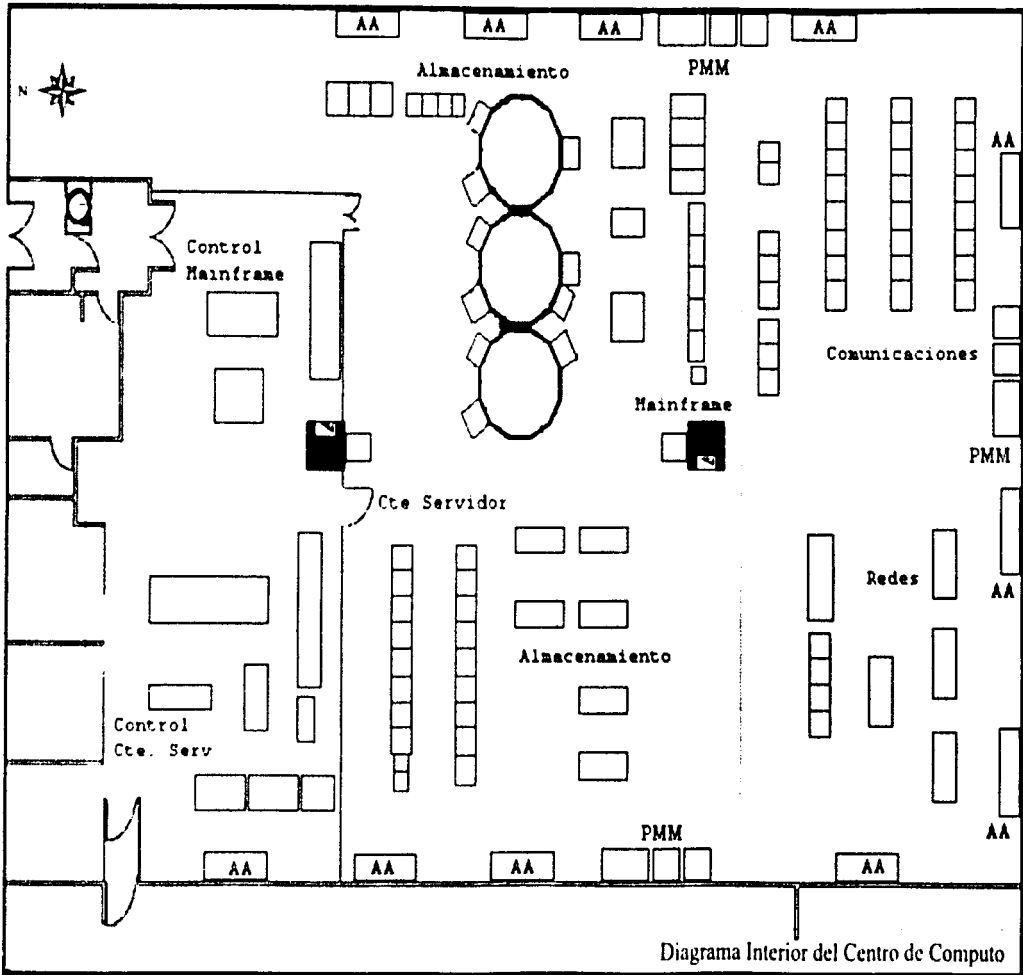 AA
AA
AA
AA
Almacenamiento
PMM
N
AA
Control
Mainframe
Comunicaciones
Mainframe
PMM
Cte Servidor
Redes
AA
Almacenamiento
Control
Cte. Serv
PMM
AA
AA
AA
AA
AA
Diagrama Interior del Centro de Computo